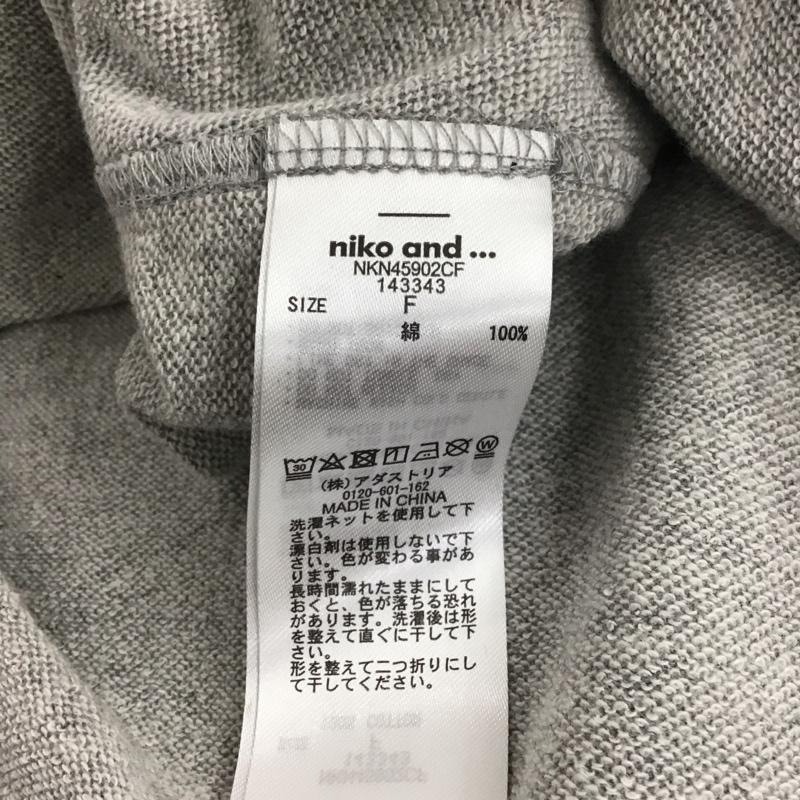 niko and ...
NKN45902CF
143343
SIZE F
綿 100%
30 W
(株)アダストリア
0120-601-162
MADE IN CHINA
洗濯ネットを使用して下
さい。
漂白剤は使用しないで下
さい。色が変わる事があ
ります。
長時間濡れたままにして
おくと、色が落ちる恐れ
があります。洗濯後は形
を整えて直ぐに干して下
さい。
形を整えて二つ折りにし
て干してください。